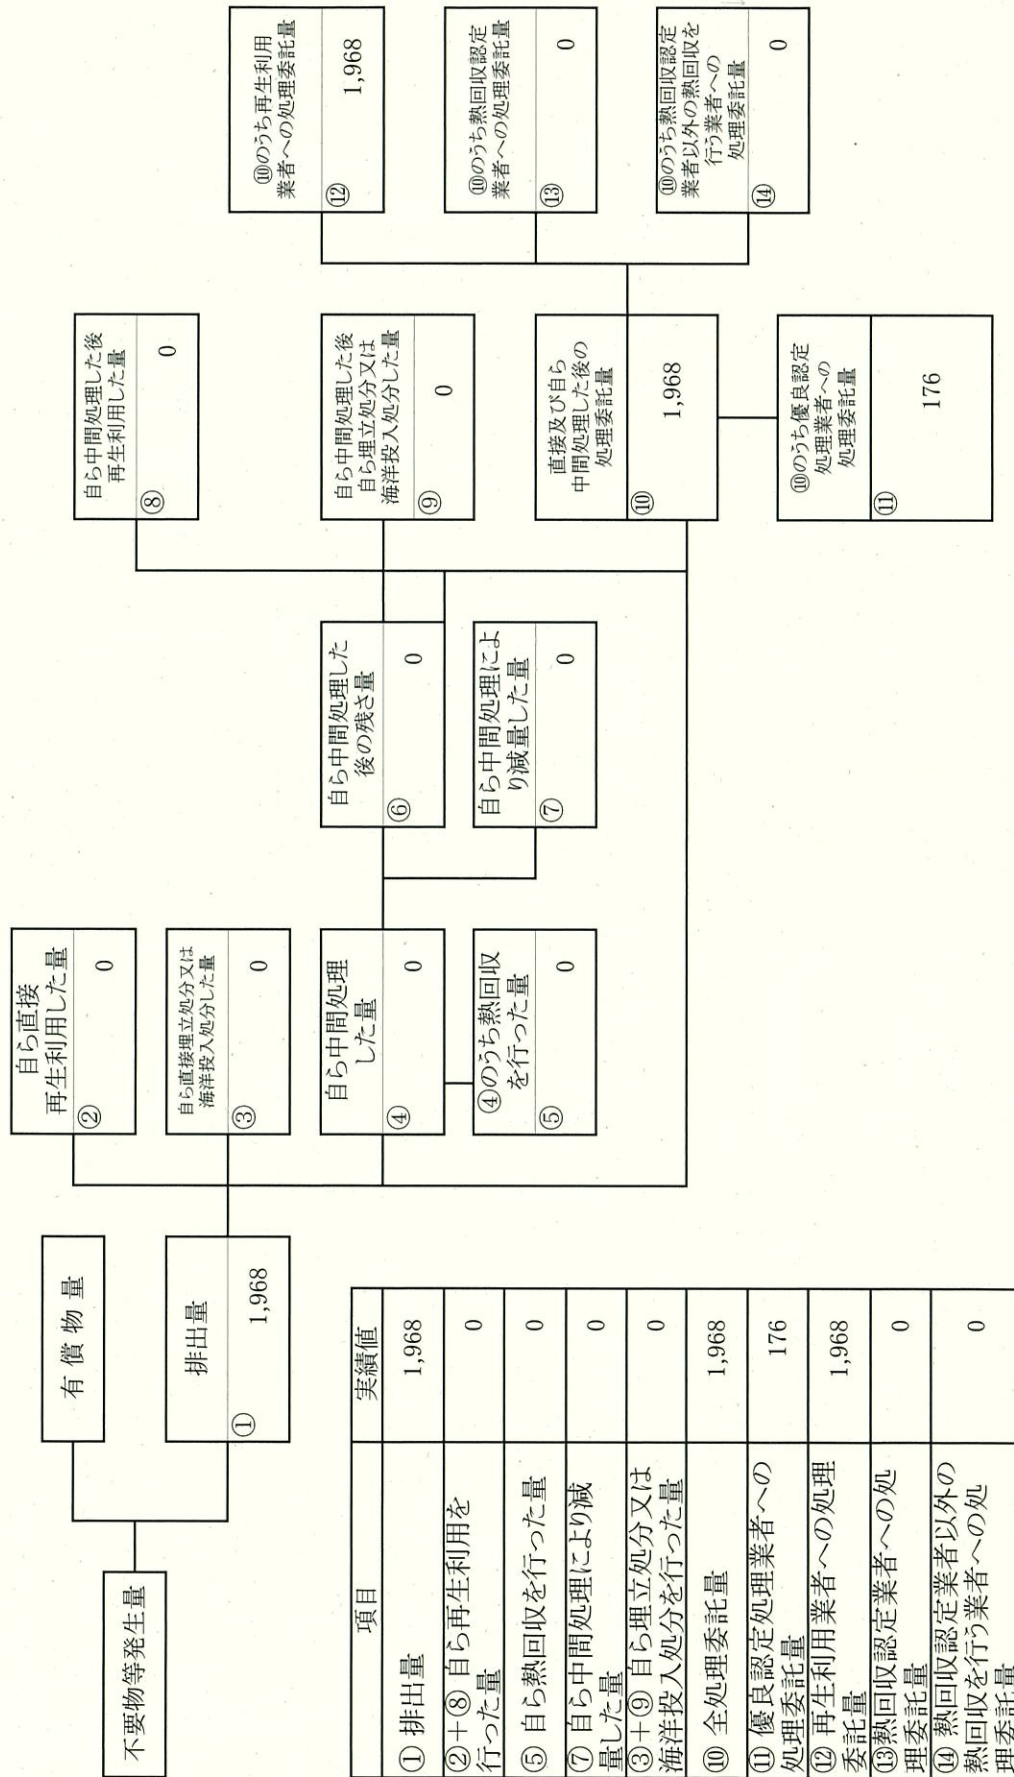 不要物等発生量
有償物量
排出量
①
1,968
自ら直接
再生利用した量
②
0
自ら直接埋立処分又は
海洋投入処分した量
③
0
自ら中間処理
した量
④
0
④のうち熱回収
を行った量
⑤
0
自ら中間処理した
後の残さ量
⑥
0
自ら中間処理によ
り減量した量
⑦
0
自ら中間処理した後
再生利用した量
⑧
0
自ら中間処理した後
自ら埋立処分又は
海洋投入処分した量
⑨
0
直接及び自ら
中間処理した後の
処理委託量
⑩
1,968
⑩のうち優良認定
処理業者への
処理委託量
⑪
176
⑩のうち再生利用
業者への処理委託量
⑫
1,968
⑩のうち熱回収認定
業者への処理委託量
⑬
0
⑩のうち熱回収認定
業者以外の熱回収を
行う業者への
処理委託量
⑭
0
項目 実績値
① 排出量 1,968
②+⑧ 自ら再生利用を
行った量 0
⑤ 自ら熱回収を行った量 0
⑦ 自ら中間処理により減
量した量 0
③+⑨ 自ら埋立処分又は
海洋投入処分を行った量 0
⑩ 全処理委託量 1,968
⑪ 優良認定処理業者への
処理委託量 176
⑫ 再生利用業者への処理
委託量 1,968
⑬熱回収認定業者への処
理委託量 0
⑭ 熱回収認定業者以外の
熱回収を行う業者への処
理委託量 0